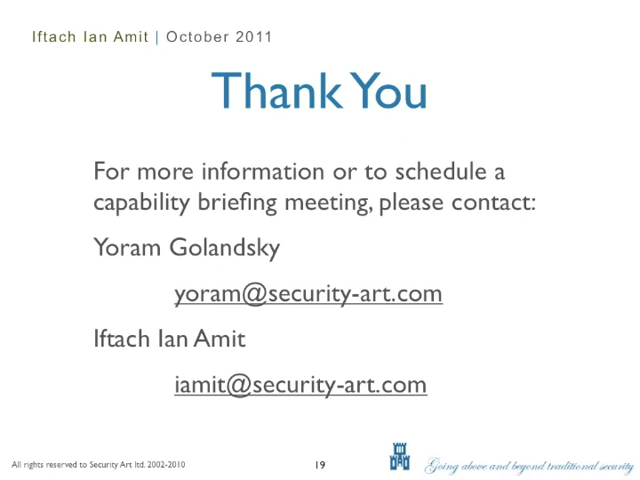 Iftach Ian Amit | October 2011
Thank You
For more information or to schedule a
capability briefing meeting, please contact:
Yoram Golandsky
yoram@security-art.com
Iftach Ian Amit
iamit@security-art.com
All rights reserved to Security Art ltd. 2002-2010
19
Going above and beyond traditional security